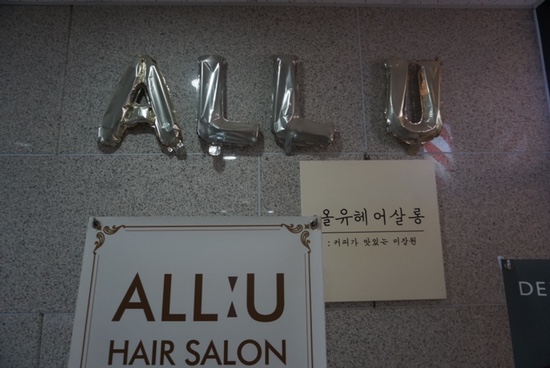 ALL U
올유헤어살롱
: 커피가 맛있는 미장원
ALL:U
HAIR SALON
DE